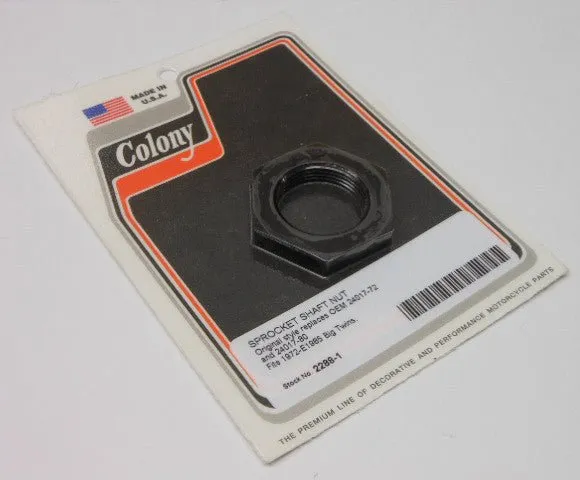 MADE IN
U.S.A.
Colony
SPROCKET SHAFT NUT
Original style replaces OEM 24017-72
and 24017-80
Fits 1972-E1985 Big Twins
Stock No. 2288-1
THE PREMIUM LINE OF DECORATIVE AND PERFORMANCE MOTORCYCLE PARTS